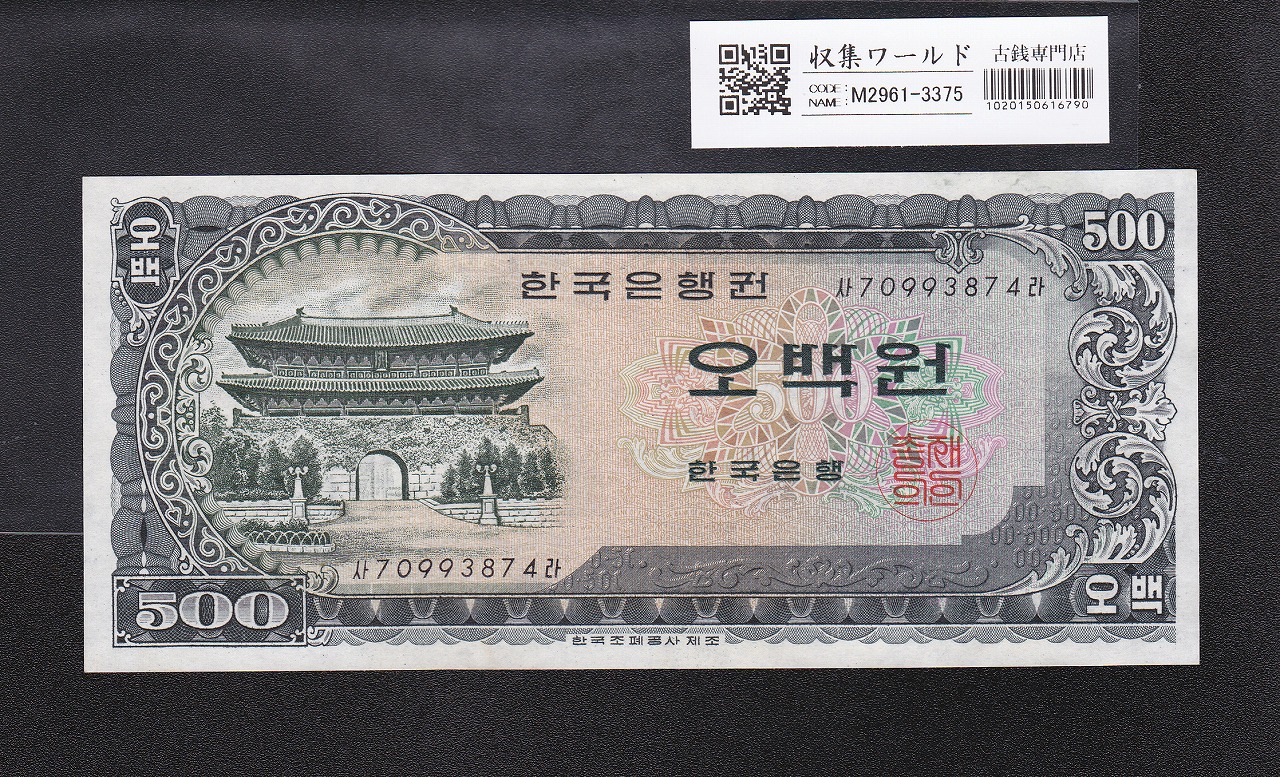 収集ワールド 古銭専門店
CODE NAME : M2961-3375
1020150616790
오백
500
한국은행권
사70993874라
오백원
500
한국은행
총재의인
사70993874라
500
오백
한국조폐공사제조